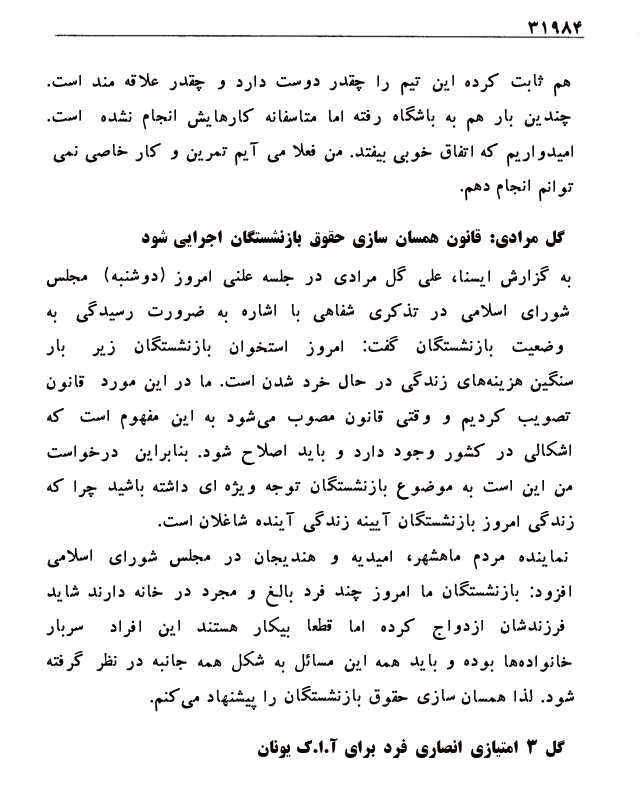 ۳۱۹۸۴
هم ثابت کرده این تیم را چقدر دوست دارد و چقدر علاقه مند است.
چندین بار هم به باشگاه رفته اما متاسفانه کارهایش انجام نشده است.
امیدواریم که اتفاق خوبی بیفتد. من فعلا می آیم تمرین و کار خاصی نمی
توانم انجام دهم.
گل مرادی: قانون همسان سازی حقوق بازنشستگان اجرایی شود
به گزارش ایسنا، علی گل مرادی در جلسه علنی امروز (دوشنبه) مجلس
شورای اسلامی در تذکری شفاهی با اشاره به ضرورت رسیدگی به
وضعیت بازنشستگان گفت: امروز استخوان بازنشستگان زیر بار
سنگین هزینه‌های زندگی در حال خرد شدن است. ما در این مورد قانون
تصویب کردیم و وقتی قانون مصوب می‌شود به این مفهوم است که
اشکالی در کشور وجود دارد و باید اصلاح شود. بنابراین درخواست
من این است به موضوع بازنشستگان توجه ویژه ای داشته باشید چرا که
زندگی امروز بازنشستگان آیینه زندگی آینده شاغلان است.
نماینده مردم ماهشهر، امیدیه و هندیجان در مجلس شورای اسلامی
افزود: بازنشستگان ما امروز چند فرد بالغ و مجرد در خانه دارند شاید
فرزندشان ازدواج کرده اما قطعا بیکار هستند این افراد سربار
خانواده‌ها بوده و باید همه این مسائل به شکل همه جانبه در نظر گرفته
شود. لذا همسان سازی حقوق بازنشستگان را پیشنهاد می‌کنم.
گل ۳ امتیازی انصاری فرد برای آ.ا.ک یونان